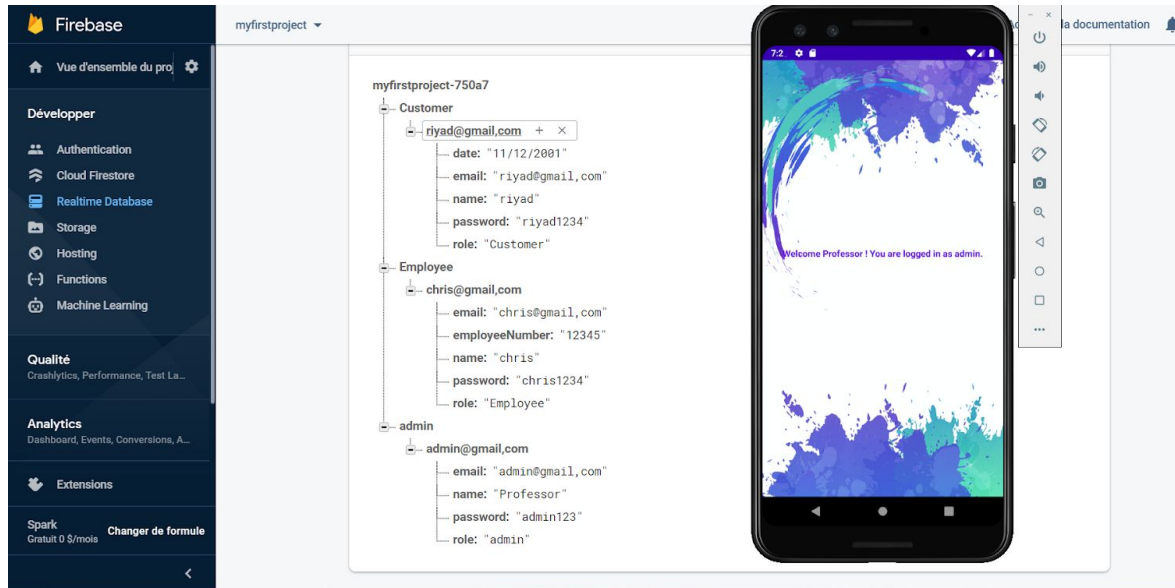 Firebase
myfirstproject
la documentation
Vue d'ensemble du proj
Développer
Authentication
Cloud Firestore
Realtime Database
Storage
Hosting
Functions
Machine Learning
Qualité
Crashlytics, Performance, Test La...
Analytics
Dashboard, Events, Conversions, A...
Extensions
Spark
Gratuit 0 $/mois
Changer de formule
myfirstproject-750a7
Customer
riyad@gmail,com
date: "11/12/2001"
email: "riyad@gmail,com"
name: "riyad"
password: "riyad1234"
role: "Customer"
Employee
chris@gmail,com
email: "chris@gmail,com"
employeeNumber: "12345"
name: "chris"
password: "chris1234"
role: "Employee"
admin
admin@gmail,com
email: "admin@gmail,com"
name: "Professor"
password: "admin123"
role: "admin"
7:2
Welcome Professor ! You are logged in as admin.